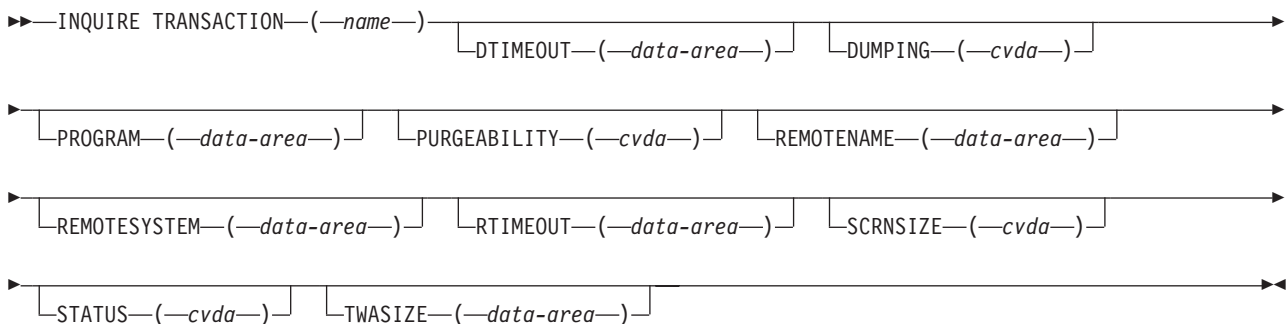 INQUIRE TRANSACTION ( name )
DTIMEOUT ( data-area ) DUMPING ( cvda )
PROGRAM ( data-area ) PURGEABILITY ( cvda ) REMOTENAME ( data-area )
REMOTESYSTEM ( data-area ) RTIMEOUT ( data-area ) SCRNSIZE ( cvda )
STATUS ( cvda ) TWASIZE ( data-area )